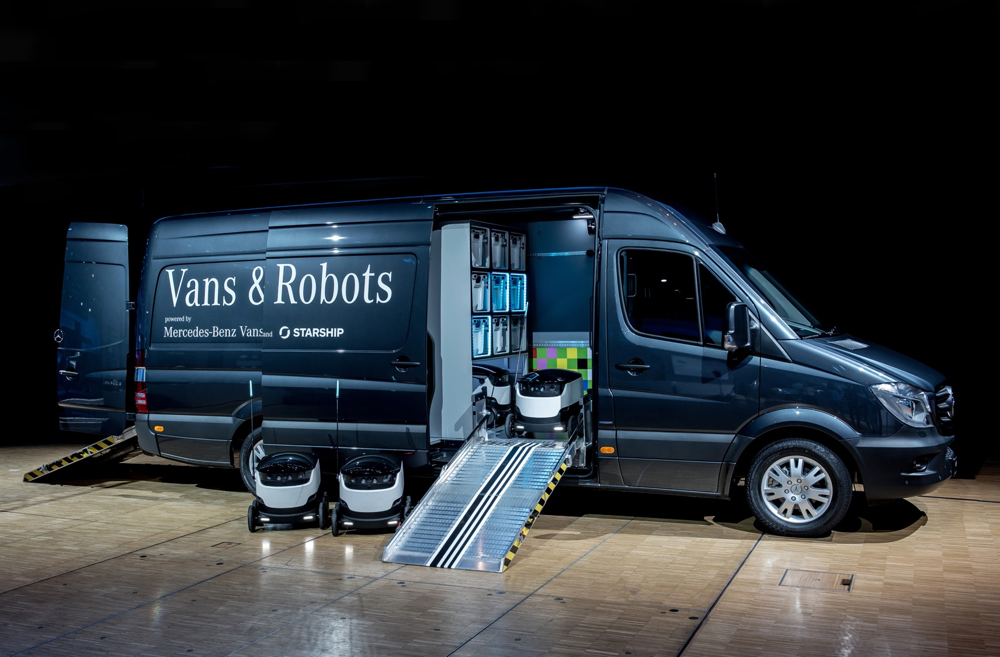 Vans & Robots
powered by
Mercedes-Benz Vans and STARSHIP